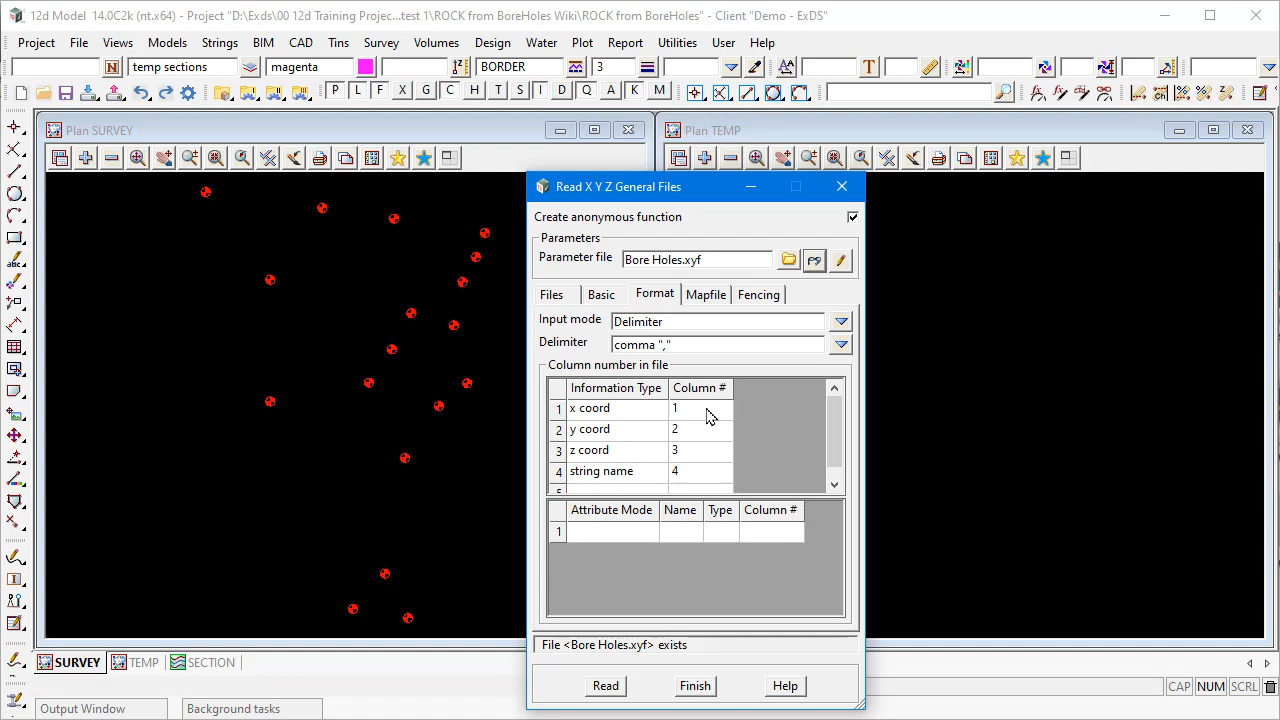 12d Model 14.0C2k (nt.x64) - Project "D:\Exds\00 12d Training Projec...test 1\ROCK from BoreHoles Wiki\ROCK from BoreHoles" - Client "Demo - ExDS"
Project File Views Models Strings BIM CAD Tins Survey Volumes Design Water Plot Report Utilities User Help
N temp sections magenta BORDER 3 T
P L F X G C H T S I D Q A K M
Plan SURVEY Plan TEMP
Read X Y Z General Files
Create anonymous function
Parameters
Parameter file Bore Holes.xyf
Files Basic Format Mapfile Fencing
Input mode Delimiter
Delimiter comma ","
Column number in file
Information Type Column #
1 x coord 1
2 y coord 2
3 z coord 3
4 string name 4
5
Attribute Mode Name Type Column #
1
File <Bore Holes.xyf> exists
SURVEY TEMP SECTION
Read Finish Help
CAP NUM SCRL
Output Window Background tasks